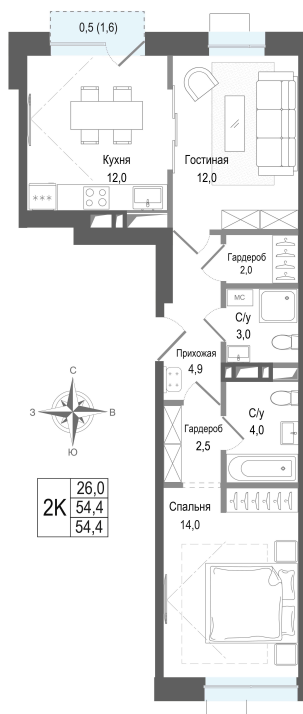 0,5 (1,6)
Кухня
12,0
Гостиная
12,0
Гардероб
2,0
МС
С/у
3,0
Прихожая
4,9
С
З
В
Ю
Гардероб
2,5
С/у
4,0
2К
26,0
54,4
54,4
Спальня
14,0